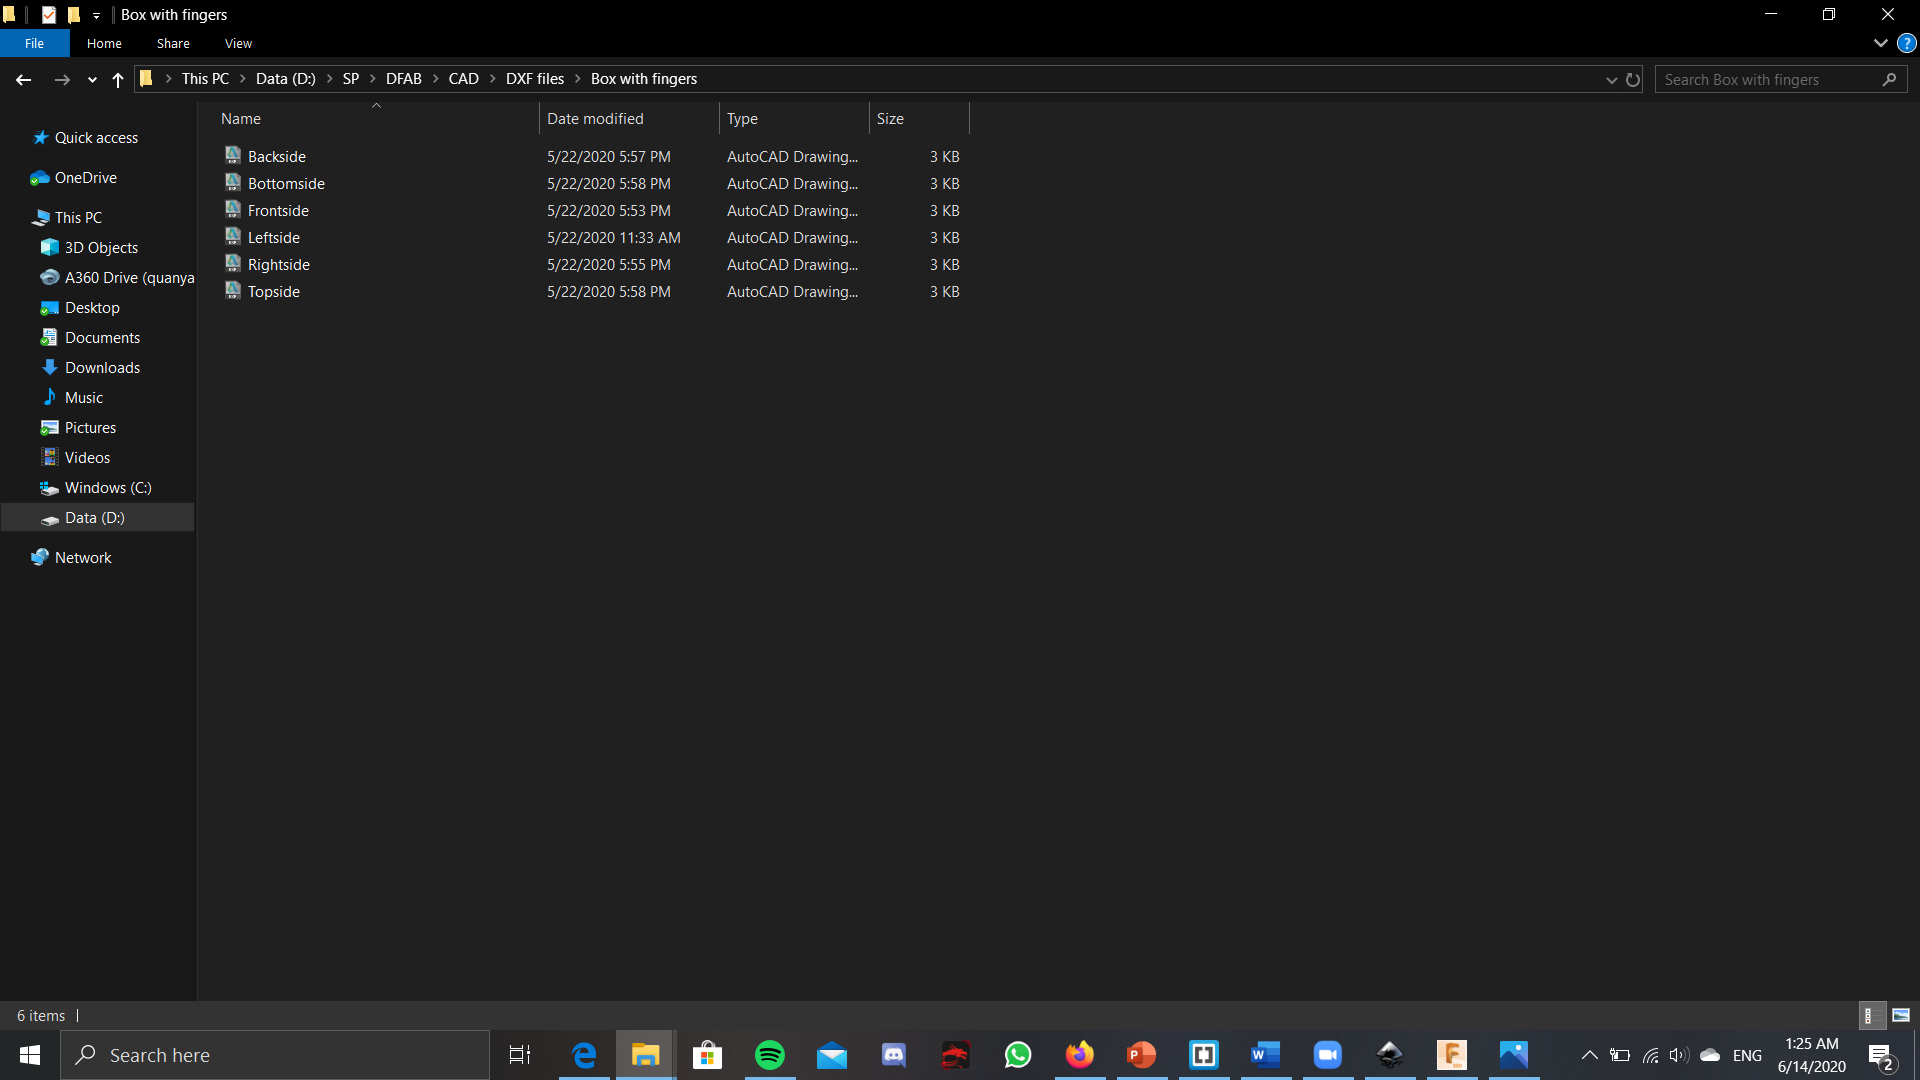 Box with fingers
File Home Share View
This PC Data (D:) SP DFAB CAD DXF files Box with fingers
Search Box with fingers
Name Date modified Type Size
Quick access
OneDrive
This PC
3D Objects
A360 Drive (quanya
Desktop
Documents
Downloads
Music
Pictures
Videos
Windows (C:)
Data (D:)
Network
Backside 5/22/2020 5:57 PM AutoCAD Drawing... 3 KB
Bottomside 5/22/2020 5:58 PM AutoCAD Drawing... 3 KB
Frontside 5/22/2020 5:53 PM AutoCAD Drawing... 3 KB
Leftside 5/22/2020 11:33 AM AutoCAD Drawing... 3 KB
Rightside 5/22/2020 5:55 PM AutoCAD Drawing... 3 KB
Topside 5/22/2020 5:58 PM AutoCAD Drawing... 3 KB
6 items
Search here
ENG
1:25 AM
6/14/2020
2